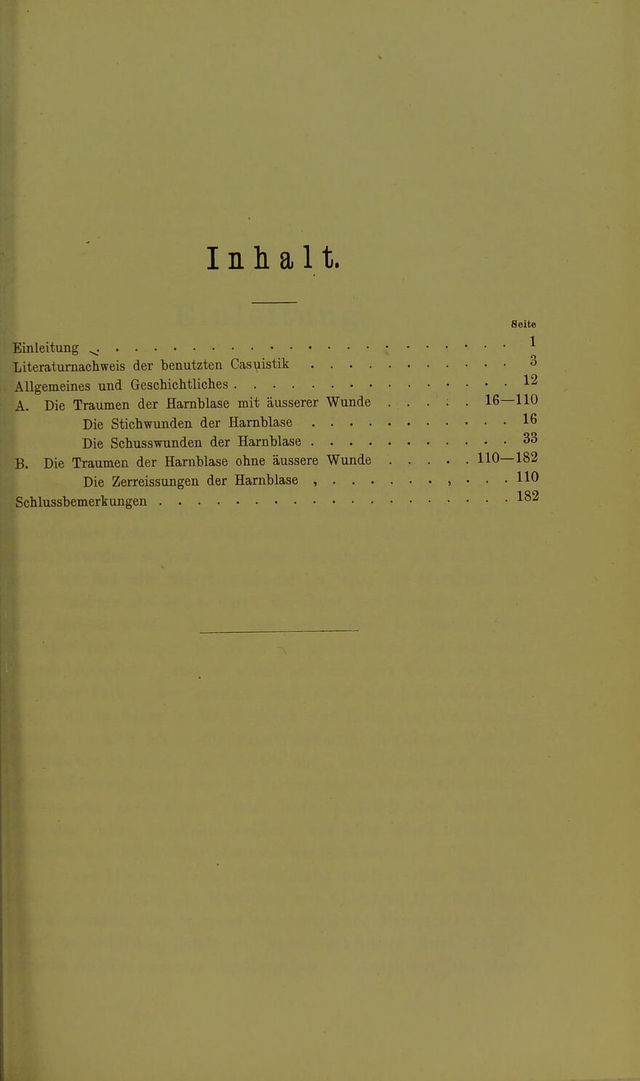 Inhalt.
Seite
Einleitung . . . . . . . . . . . . . . . . . . . . . . 1
Literaturnachweis der benutzten Casuistik . . . . . . . . . . . 3
Allgemeines und Geschichtliches . . . . . . . . . . . . . . . 12
A. Die Traumen der Harnblase mit äusserer Wunde . . . . . 16—110
Die Stichwunden der Harnblase . . . . . . . . . . . 16
Die Schusswunden der Harnblase . . . . . . . . . . . 33
B. Die Traumen der Harnblase ohne äussere Wunde . . . . . 110—182
Die Zerreissungen der Harnblase , . . . . . . , . . . 110
Schlussbemerkungen . . . . . . . . . . . . . . . . . . . 182